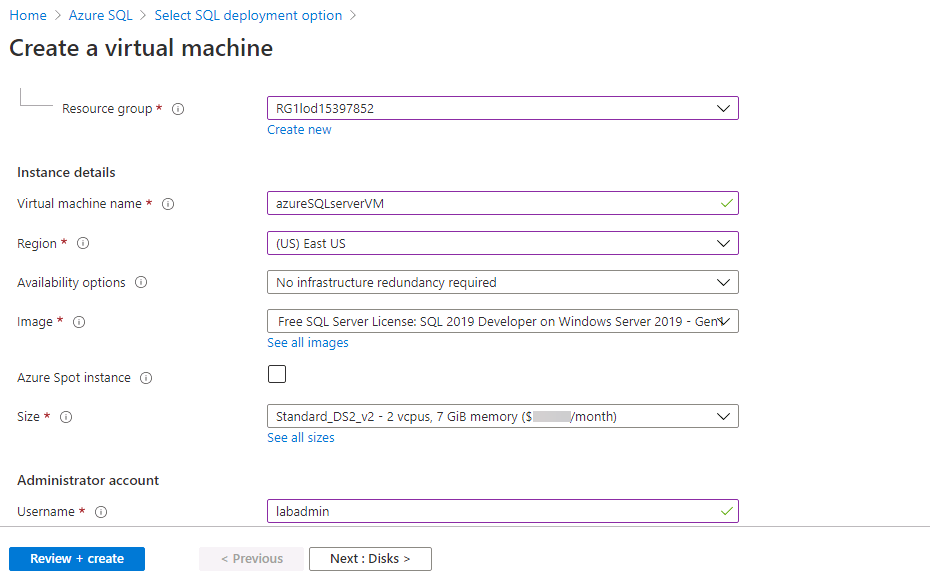 Home > Azure SQL > Select SQL deployment option >
Create a virtual machine
Resource group * RG1lod15397852
Create new
Instance details
Virtual machine name * azureSQLserverVM
Region * (US) East US
Availability options No infrastructure redundancy required
Image * Free SQL Server License: SQL 2019 Developer on Windows Server 2019 - Gen1
See all images
Azure Spot instance
Size * Standard_DS2_v2 - 2 vcpus, 7 GiB memory ($ /month)
See all sizes
Administrator account
Username * labadmin
Review + create < Previous Next : Disks >